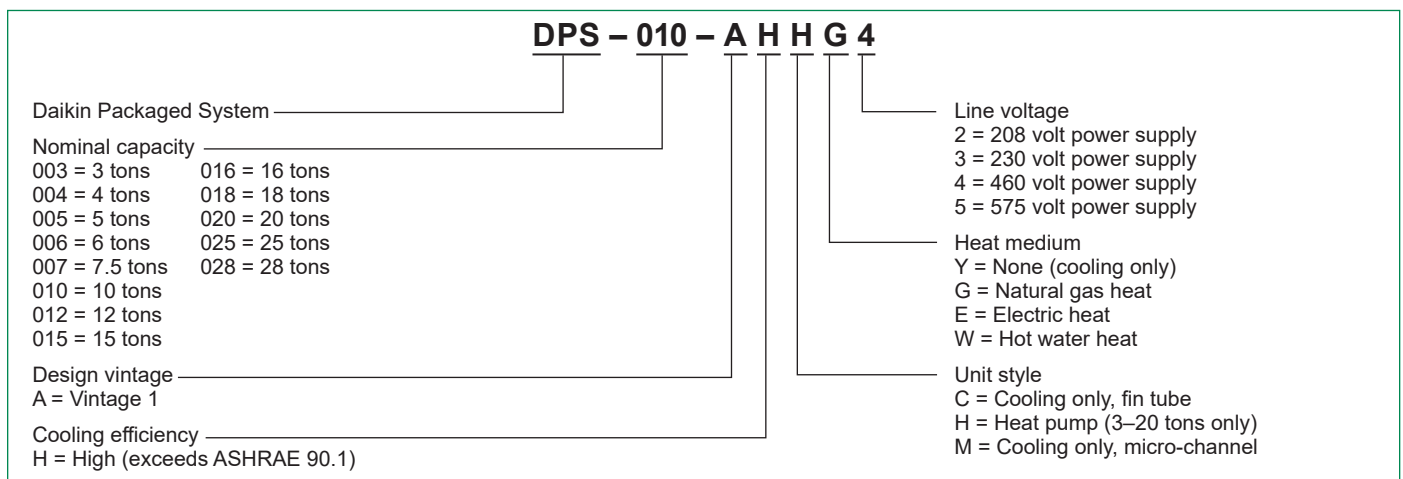 DPS – 010 – A H H G 4
Daikin Packaged System
Nominal capacity
003 = 3 tons 016 = 16 tons
004 = 4 tons 018 = 18 tons
005 = 5 tons 020 = 20 tons
006 = 6 tons 025 = 25 tons
007 = 7.5 tons 028 = 28 tons
010 = 10 tons
012 = 12 tons
015 = 15 tons
Design vintage
A = Vintage 1
Cooling efficiency
H = High (exceeds ASHRAE 90.1)
Line voltage
2 = 208 volt power supply
3 = 230 volt power supply
4 = 460 volt power supply
5 = 575 volt power supply
Heat medium
Y = None (cooling only)
G = Natural gas heat
E = Electric heat
W = Hot water heat
Unit style
C = Cooling only, fin tube
H = Heat pump (3–20 tons only)
M = Cooling only, micro-channel